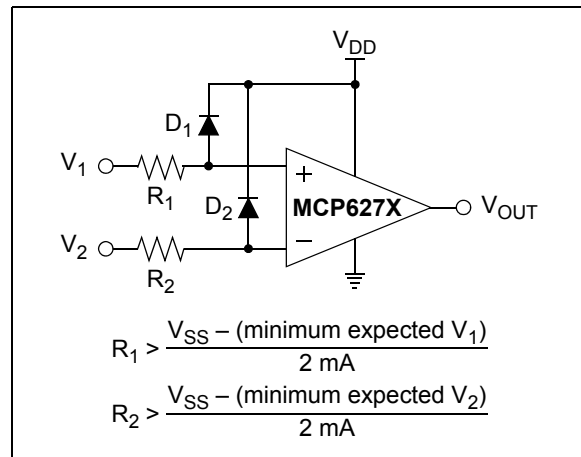 V_DD
D_1
V_1
R_1
+
MCP627X
V_OUT
D_2
V_2
R_2
–
R_1 > V_SS – (minimum expected V_1)
2 mA
R_2 > V_SS – (minimum expected V_2)
2 mA